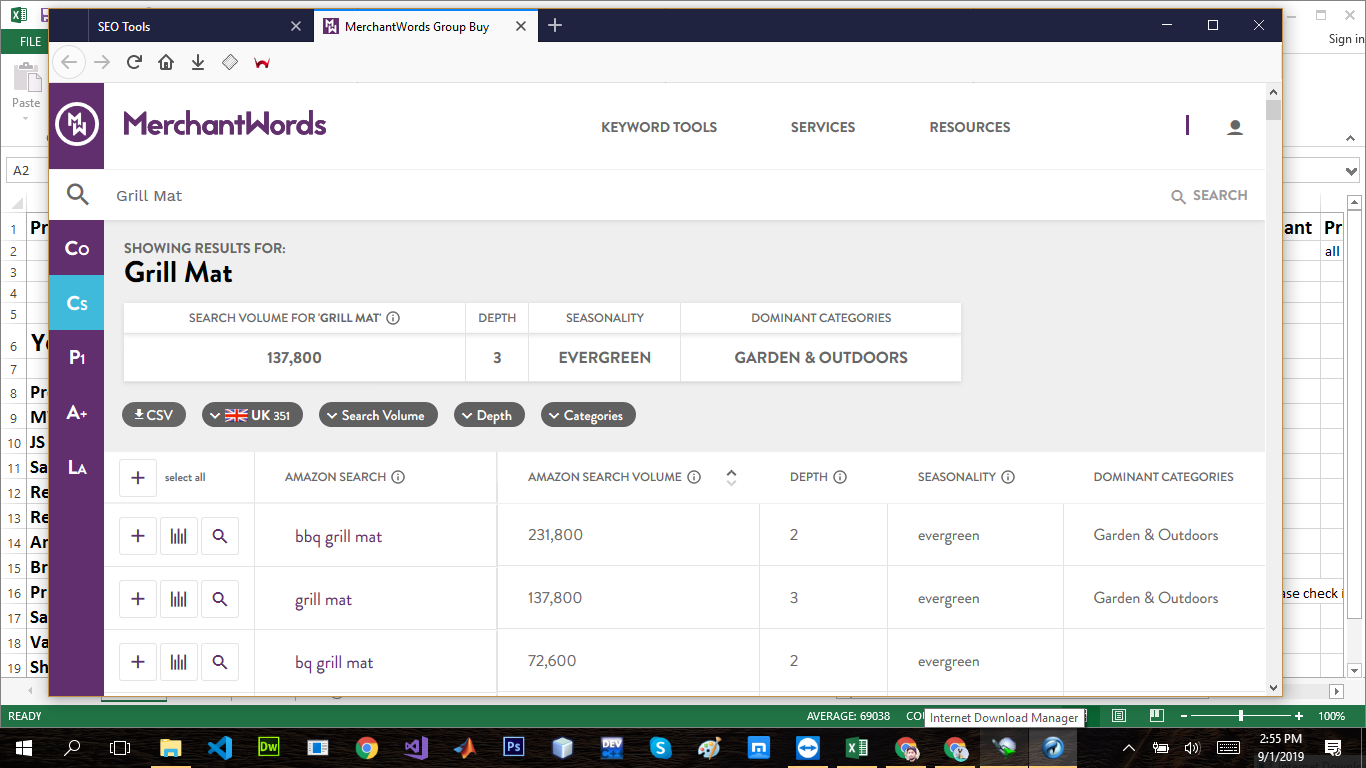 SEO Tools
MerchantWords Group Buy
FILE
Sign in
Paste
MW
MerchantWords
KEYWORD TOOLS
SERVICES
RESOURCES
A2
Grill Mat
SEARCH
1 Pr
ant Pr
2
all
3
4
5
6
7
8 Pr
9
10 JS
11 Sa
12 Re
13 Re
14
15 Br
16 Pr
ase check i
17 Sa
18 Va
19 Sh
Co
Cs
P1
A+
LA
SHOWING RESULTS FOR:
Grill Mat
SEARCH VOLUME FOR 'GRILL MAT' DEPTH SEASONALITY DOMINANT CATEGORIES
137,800 3 EVERGREEN GARDEN & OUTDOORS
CSV UK 351 Search Volume Depth Categories
select all AMAZON SEARCH AMAZON SEARCH VOLUME DEPTH SEASONALITY DOMINANT CATEGORIES
bbq grill mat 231,800 2 evergreen Garden & Outdoors
grill mat 137,800 3 evergreen Garden & Outdoors
bq grill mat 72,600 2 evergreen
READY
AVERAGE: 69038
Internet Download Manager
100%
Dw
Ps
DEV
2:55 PM
9/1/2019